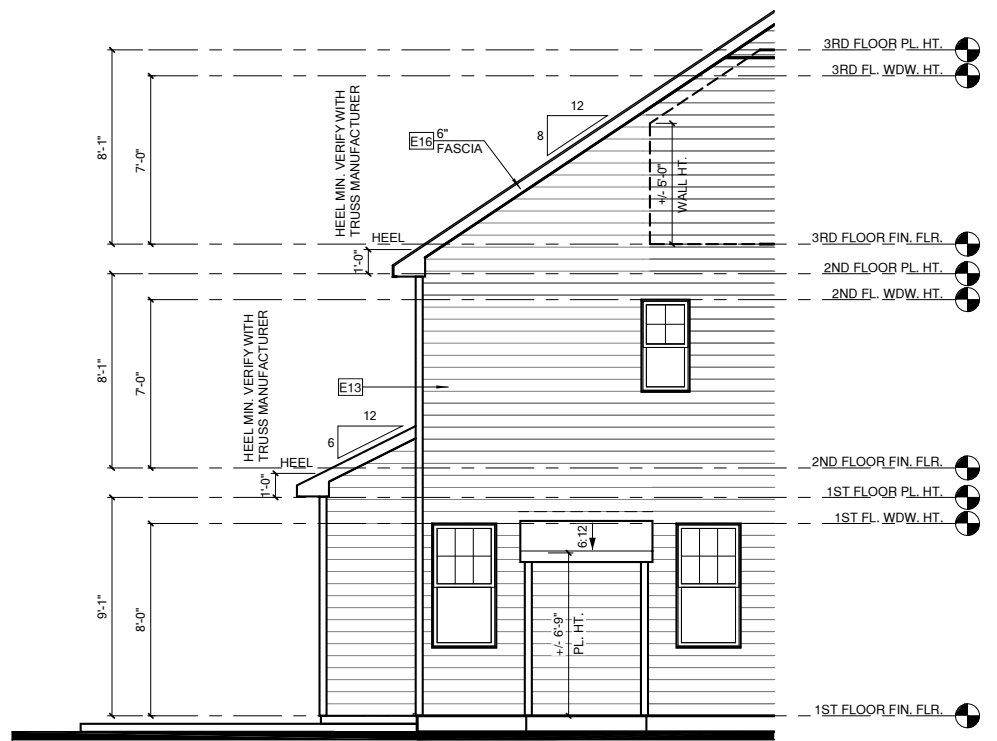 3RD FLOOR PL. HT.
3RD FL. WDW. HT.
8'-1"
7'-0"
HEEL MIN. VERIFY WITH
TRUSS MANUFACTURER
E16
6"
FASCIA
12
8
+/- 5'-0"
WALL HT.
HEEL
1'-0"
3RD FLOOR FIN. FLR.
2ND FLOOR PL. HT.
2ND FL. WDW. HT.
8'-1"
7'-0"
HEEL MIN. VERIFY WITH
TRUSS MANUFACTURER
E13
12
6
HEEL
1'-0"
2ND FLOOR FIN. FLR.
1ST FLOOR PL. HT.
1ST FL. WDW. HT.
6:12
9'-1"
8'-0"
+/- 6'-9"
PL. HT.
1ST FLOOR FIN. FLR.